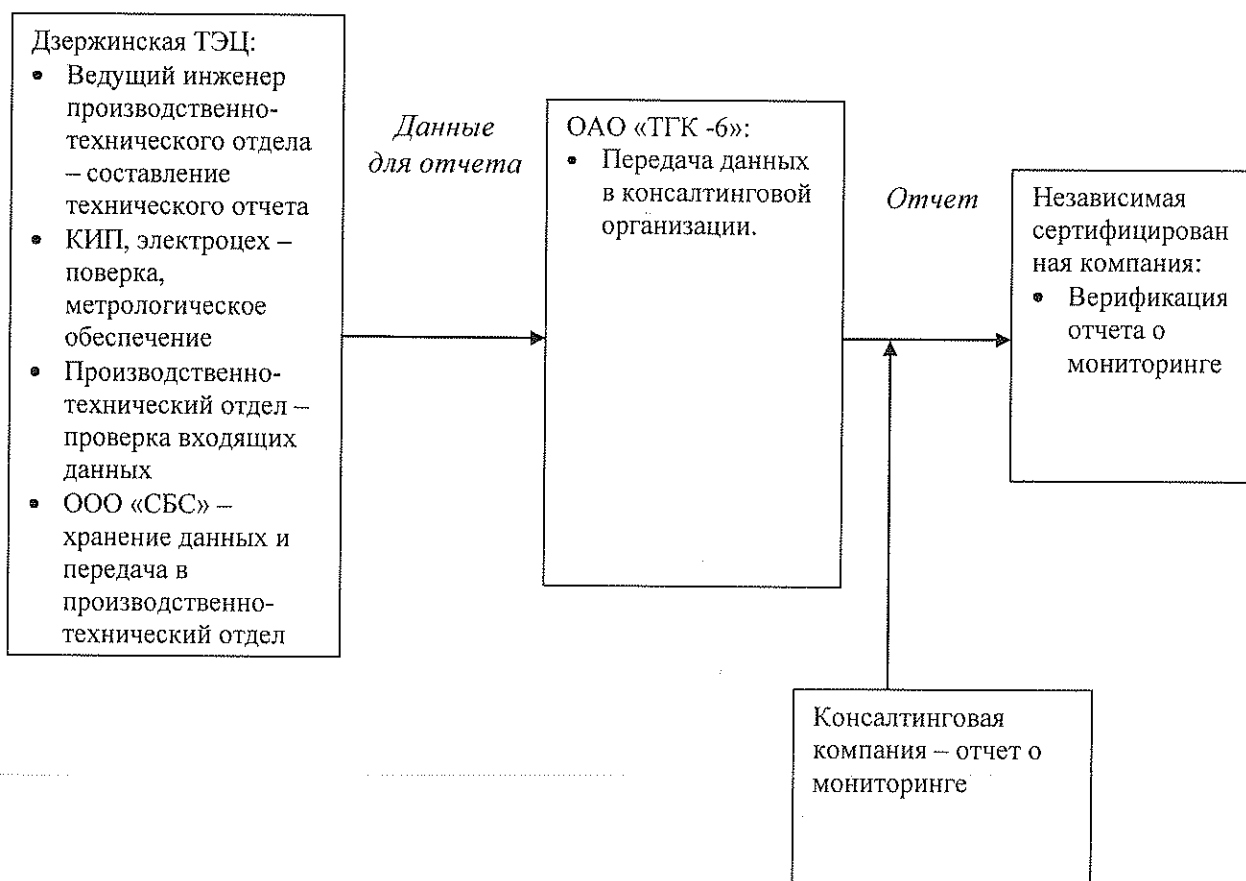 Дзержинская ТЭЦ:
• Ведущий инженер
производственно-
технического отдела
– составление
технического отчета
• КИП, электроцех –
поверка,
метрологическое
обеспечение
• Производственно-
технический отдел –
проверка входящих
данных
• ООО «СБС» –
хранение данных и
передача в
производственно-
технический отдел
Данные
для отчета
ОАО «ТГК -6»:
• Передача данных
в консалтинговой
организации.
Отчет
Независимая
сертифицирован
ная компания:
• Верификация
отчета о
мониторинге
Консалтинговая
компания – отчет о
мониторинге